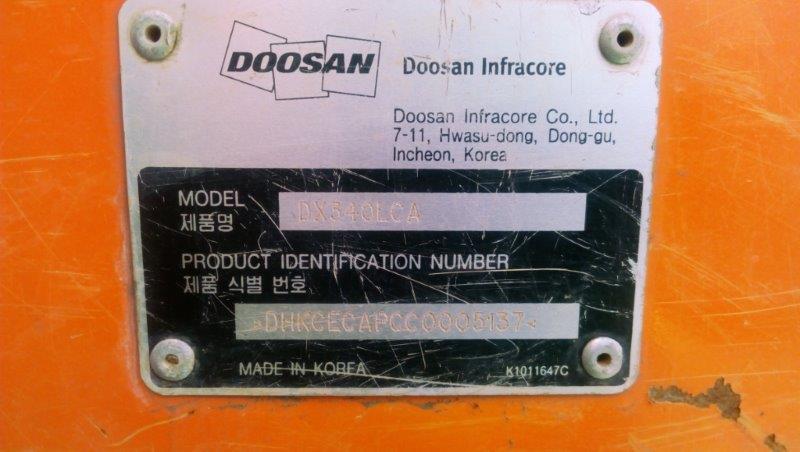 DOOSAN Doosan Infracore
Doosan Infracore Co., Ltd.
7-11, Hwasu-dong, Dong-gu,
Incheon, Korea
MODEL
제품명
DX340LCA
PRODUCT IDENTIFICATION NUMBER
제품 식별 번호
*DHKCECAPCC0005137*
MADE IN KOREA
K1011647C